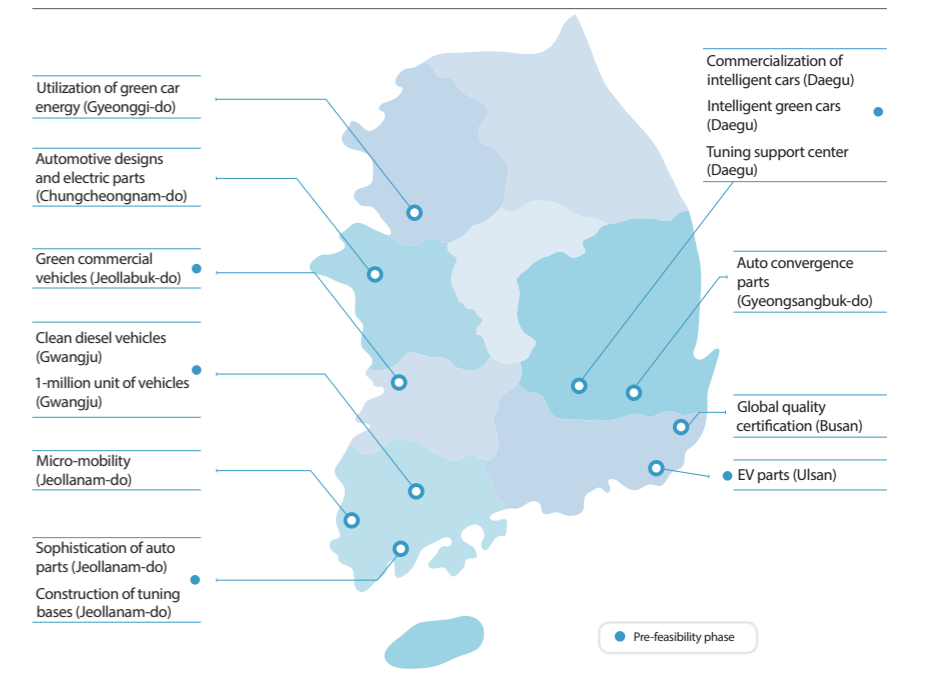 Utilization of green car
energy (Gyeonggi-do)
Automotive designs
and electric parts
(Chungcheongnam-do)
Green commercial
vehicles (Jeollabuk-do)
Clean diesel vehicles
(Gwangju)
1-million unit of vehicles
(Gwangju)
Micro-mobility
(Jeollanam-do)
Sophistication of auto
parts (Jeollanam-do)
Construction of tuning
bases (Jeollanam-do)
Commercialization of
intelligent cars (Daegu)
Intelligent green cars
(Daegu)
Tuning support center
(Daegu)
Auto convergence
parts
(Gyeongsangbuk-do)
Global quality
certification (Busan)
EV parts (Ulsan)
Pre-feasibility phase